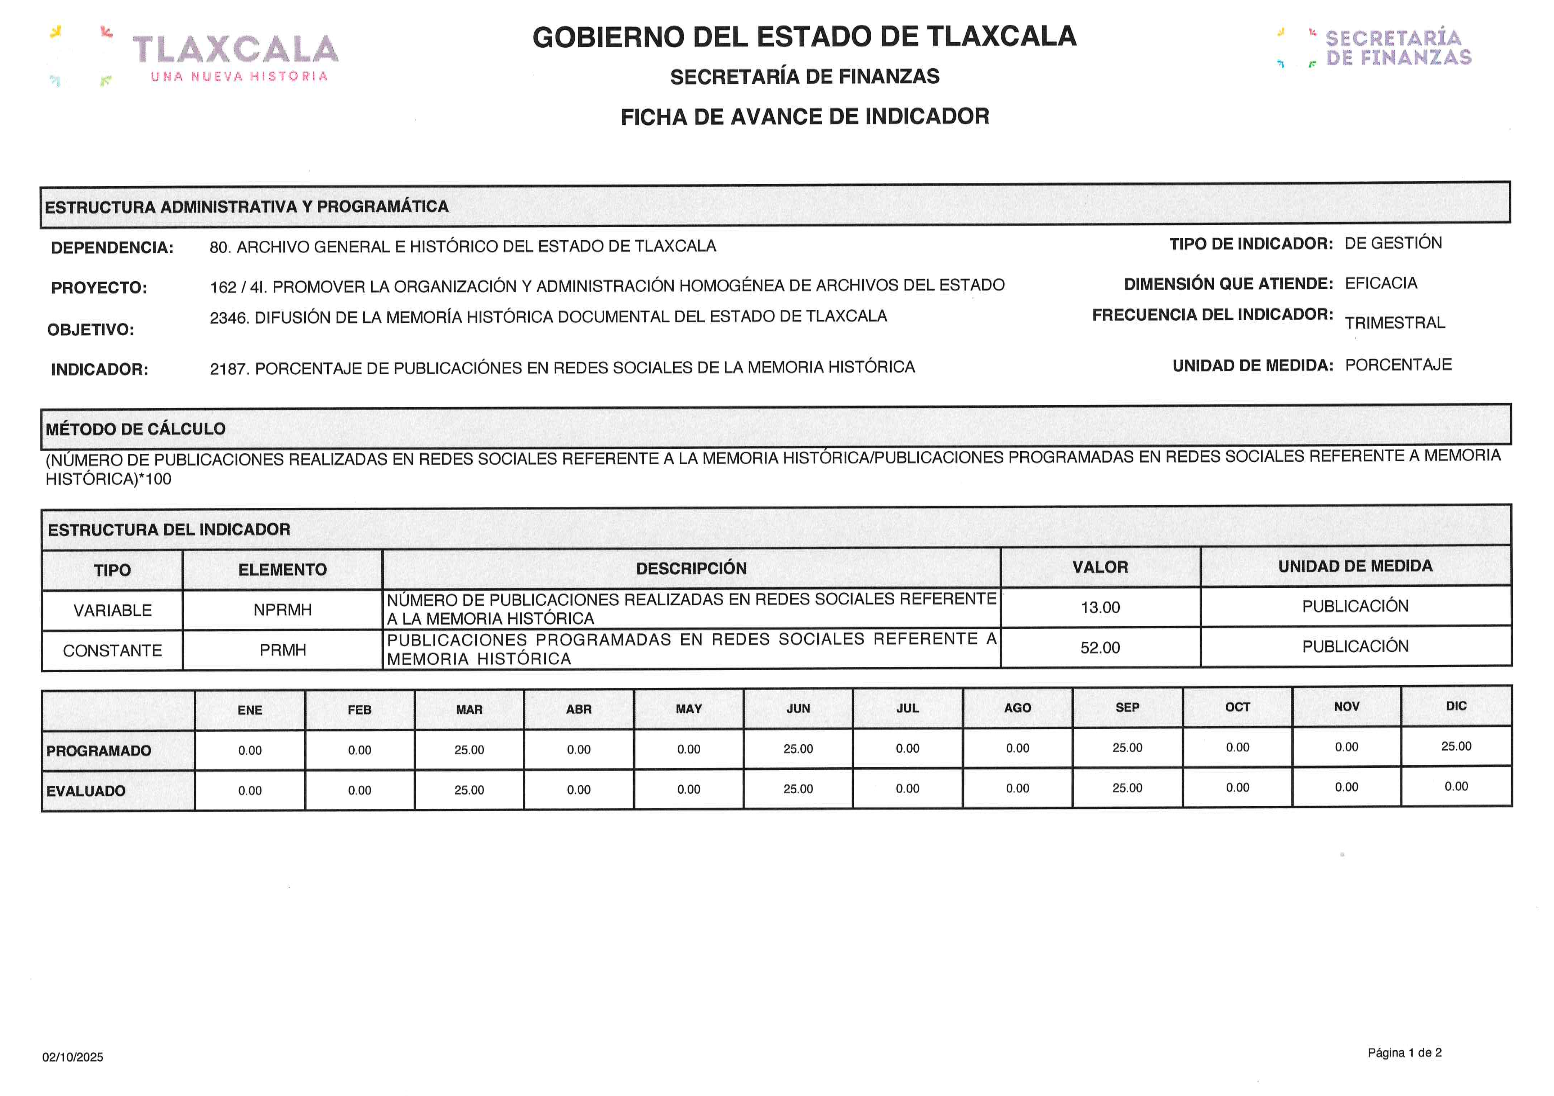 TLAXCALA
UNA NUEVA HISTORIA
GOBIERNO DEL ESTADO DE TLAXCALA
SECRETARÍA DE FINANZAS
FICHA DE AVANCE DE INDICADOR
SECRETARÍA
DE FINANZAS
ESTRUCTURA ADMINISTRATIVA Y PROGRAMÁTICA
DEPENDENCIA: 80. ARCHIVO GENERAL E HISTÓRICO DEL ESTADO DE TLAXCALA TIPO DE INDICADOR: DE GESTIÓN
PROYECTO: 162 / 4I. PROMOVER LA ORGANIZACIÓN Y ADMINISTRACIÓN HOMOGÉNEA DE ARCHIVOS DEL ESTADO DIMENSIÓN QUE ATIENDE: EFICACIA
OBJETIVO: 2346. DIFUSIÓN DE LA MEMORÍA HISTÓRICA DOCUMENTAL DEL ESTADO DE TLAXCALA FRECUENCIA DEL INDICADOR: TRIMESTRAL
INDICADOR: 2187. PORCENTAJE DE PUBLICACIÓNES EN REDES SOCIALES DE LA MEMORIA HISTÓRICA UNIDAD DE MEDIDA: PORCENTAJE
MÉTODO DE CÁLCULO
(NÚMERO DE PUBLICACIONES REALIZADAS EN REDES SOCIALES REFERENTE A LA MEMORIA HISTÓRICA/PUBLICACIONES PROGRAMADAS EN REDES SOCIALES REFERENTE A MEMORIA
HISTÓRICA)*100
ESTRUCTURA DEL INDICADOR
TIPO ELEMENTO DESCRIPCIÓN VALOR UNIDAD DE MEDIDA
VARIABLE NPRMH NÚMERO DE PUBLICACIONES REALIZADAS EN REDES SOCIALES REFERENTE
A LA MEMORIA HISTÓRICA 13.00 PUBLICACIÓN
CONSTANTE PRMH PUBLICACIONES PROGRAMADAS EN REDES SOCIALES REFERENTE A
MEMORIA HISTÓRICA 52.00 PUBLICACIÓN
ENE FEB MAR ABR MAY JUN JUL AGO SEP OCT NOV DIC
PROGRAMADO 0.00 0.00 25.00 0.00 0.00 25.00 0.00 0.00 25.00 0.00 0.00 25.00
EVALUADO 0.00 0.00 25.00 0.00 0.00 25.00 0.00 0.00 25.00 0.00 0.00 0.00
02/10/2025 Página 1 de 2